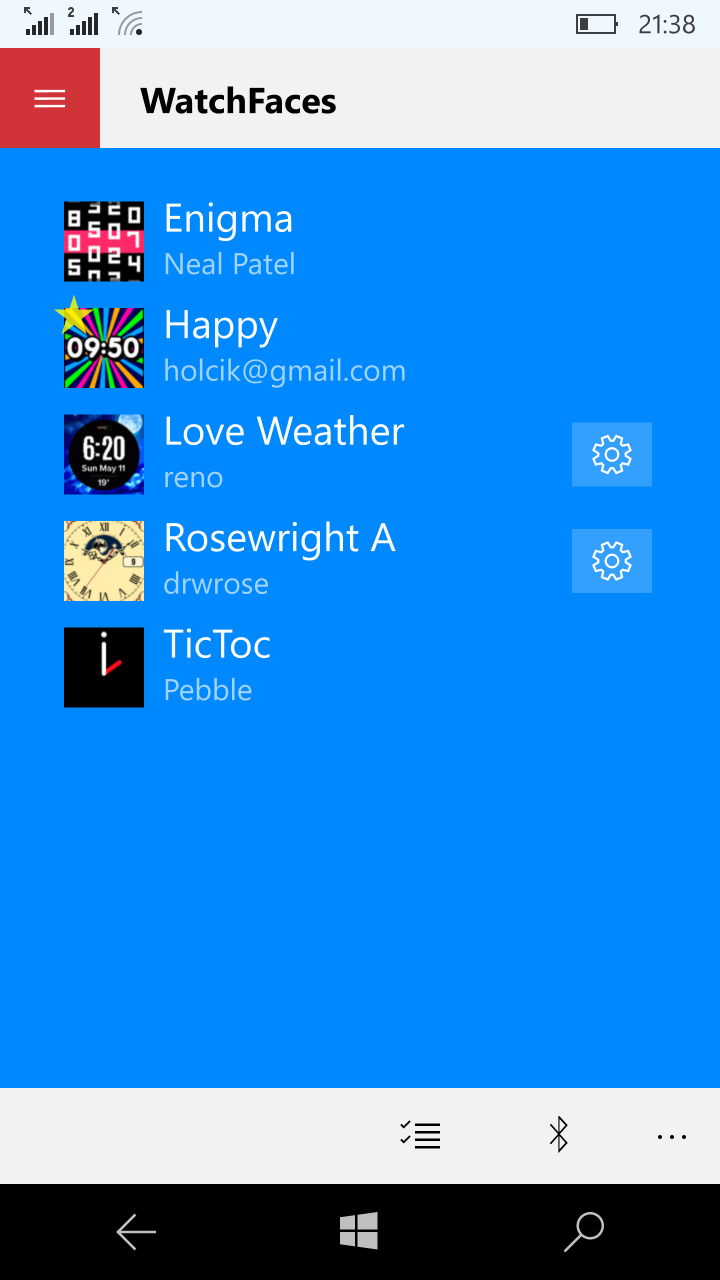 2
21:38
WatchFaces
Enigma
Neal Patel
09:50
Happy
holcik@gmail.com
6:20
Sun May 11
19°
Love Weather
reno
9
Rosewright A
drwrose
TicToc
Pebble